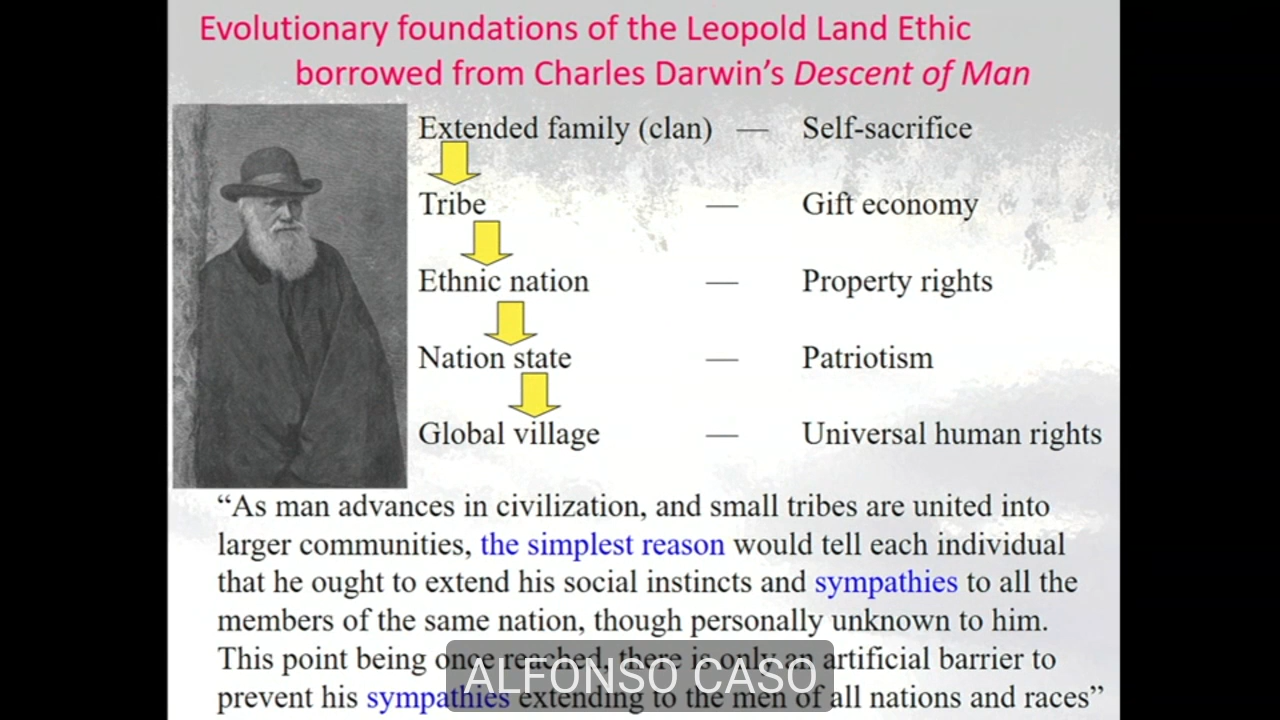 Evolutionary foundations of the Leopold Land Ethic
borrowed from Charles Darwin’s Descent of Man
Extended family (clan) — Self-sacrifice
Tribe — Gift economy
Ethnic nation — Property rights
Nation state — Patriotism
Global village — Universal human rights
“As man advances in civilization, and small tribes are united into
larger communities, the simplest reason would tell each individual
that he ought to extend his social instincts and sympathies to all the
members of the same nation, though personally unknown to him.
This point being once reached, there is only an artificial barrier to
prevent his sympathies extending to the men of all nations and races”
ALFONSO CASO